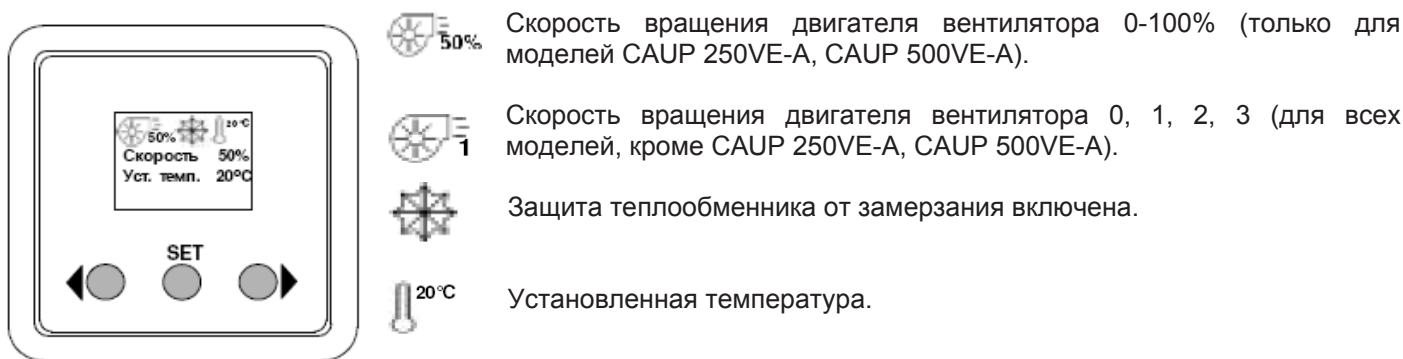 50%
20°C
Скорость 50%
Уст. темп. 20°C
SET
50%
Скорость вращения двигателя вентилятора 0-100% (только для
моделей CAUP 250VE-A, CAUP 500VE-A).
1
Скорость вращения двигателя вентилятора 0, 1, 2, 3 (для всех
моделей, кроме CAUP 250VE-A, CAUP 500VE-A).
Защита теплообменника от замерзания включена.
20°C
Установленная температура.